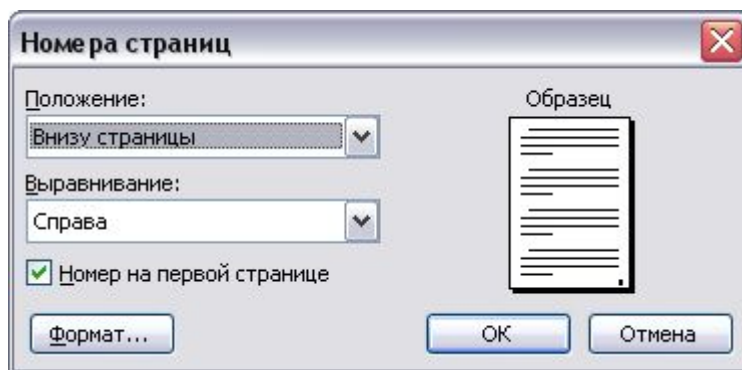 Номера страниц
Положение:
Внизу страницы
Выравнивание:
Справа
Номер на первой странице
Формат...
Образец
ОК
Отмена